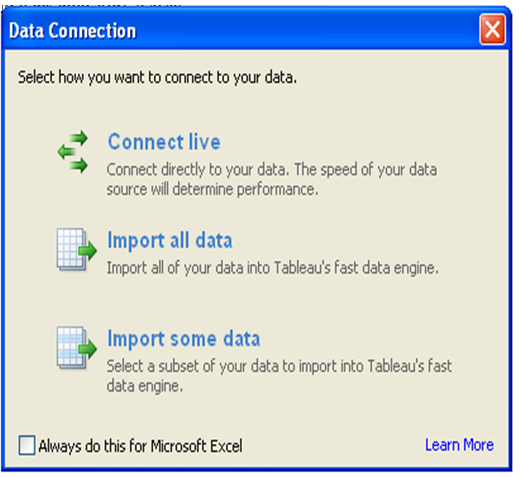 Data Connection
Select how you want to connect to your data.
Connect live
Connect directly to your data. The speed of your data
source will determine performance.
Import all data
Import all of your data into Tableau's fast data engine.
Import some data
Select a subset of your data to import into Tableau's fast
data engine.
Always do this for Microsoft Excel
Learn More